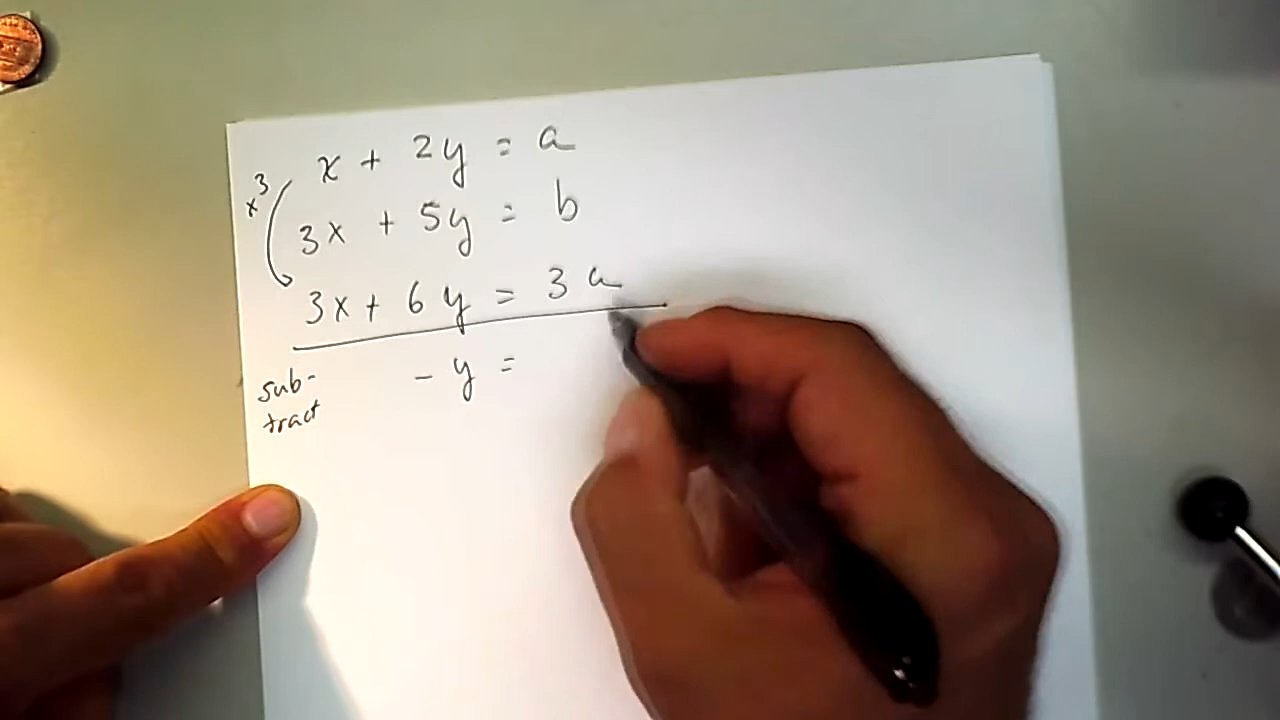 x + 2y = a
x3
3x + 5y = b
3x + 6y = 3a
sub-
tract
- y =